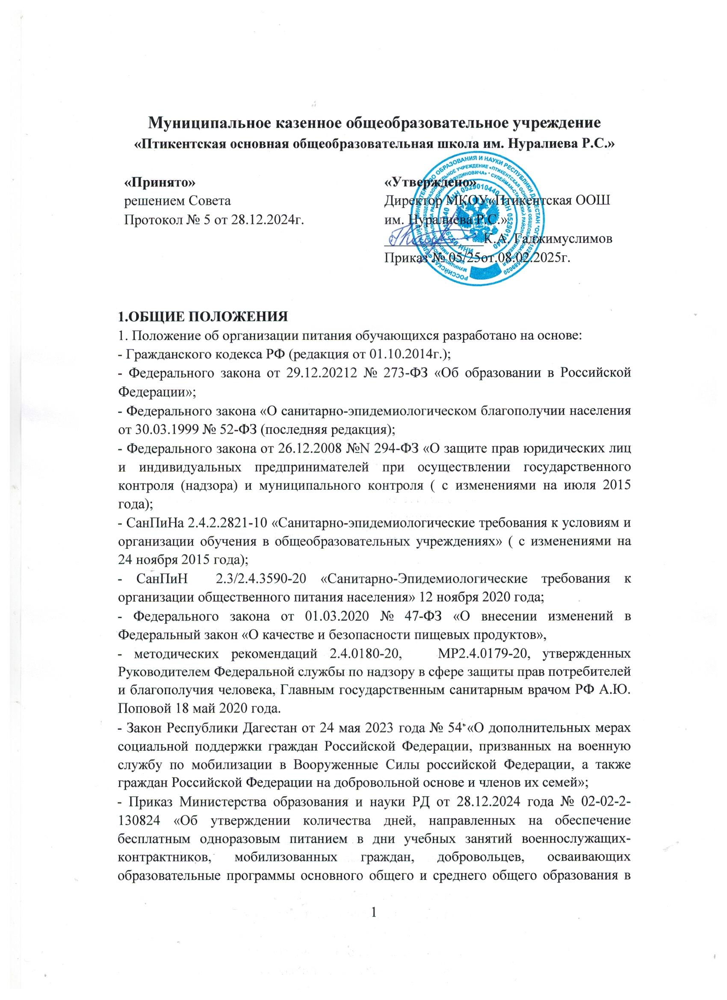 Муниципальное казенное общеобразовательное учреждение
«Птикентская основная общеобразовательная школа им. Нуралиева Р.С.»
«Принято»
решением Совета
Протокол № 5 от 28.12.2024г.
«Утверждено»
Директор МКОУ«Птикентская ООШ
им. Нуралиева Р.С.»
______________К.А. Гаджимуслимов
Приказ № 05/25от.08.02.2025г.
1.ОБЩИЕ ПОЛОЖЕНИЯ
1. Положение об организации питания обучающихся разработано на основе:
- Гражданского кодекса РФ (редакция от 01.10.2014г.);
- Федерального закона от 29.12.20212 № 273-ФЗ «Об образовании в Российской
Федерации»;
- Федерального закона «О санитарно-эпидемиологическом благополучии населения
от 30.03.1999 № 52-ФЗ (последняя редакция);
- Федерального закона от 26.12.2008 №N 294-ФЗ «О защите прав юридических лиц
и индивидуальных предпринимателей при осуществлении государственного
контроля (надзора) и муниципального контроля ( с изменениями на июля 2015
года);
- СанПиНа 2.4.2.2821-10 «Санитарно-эпидемиологические требования к условиям и
организации обучения в общеобразовательных учреждениях» ( с изменениями на
24 ноября 2015 года);
- СанПиН 2.3/2.4.3590-20 «Санитарно-Эпидемиологические требования к
организации общественного питания населения» 12 ноября 2020 года;
- Федерального закона от 01.03.2020 № 47-ФЗ «О внесении изменений в
Федеральный закон «О качестве и безопасности пищевых продуктов»,
- методических рекомендаций 2.4.0180-20, МР2.4.0179-20, утвержденных
Руководителем Федеральной службы по надзору в сфере защиты прав потребителей
и благополучия человека, Главным государственным санитарным врачом РФ А.Ю.
Поповой 18 май 2020 года.
- Закон Республики Дагестан от 24 мая 2023 года № 54 «О дополнительных мерах
социальной поддержки граждан Российской Федерации, призванных на военную
службу по мобилизации в Вооруженные Силы российской Федерации, а также
граждан Российской Федерации на добровольной основе и членов их семей»;
- Приказ Министерства образования и науки РД от 28.12.2024 года № 02-02-2-
130824 «Об утверждении количества дней, направленных на обеспечение
бесплатным одноразовым питанием в дни учебных занятий военнослужащих-
контрактников, мобилизованных граждан, добровольцев, осваивающих
образовательные программы основного общего и среднего общего образования в
1